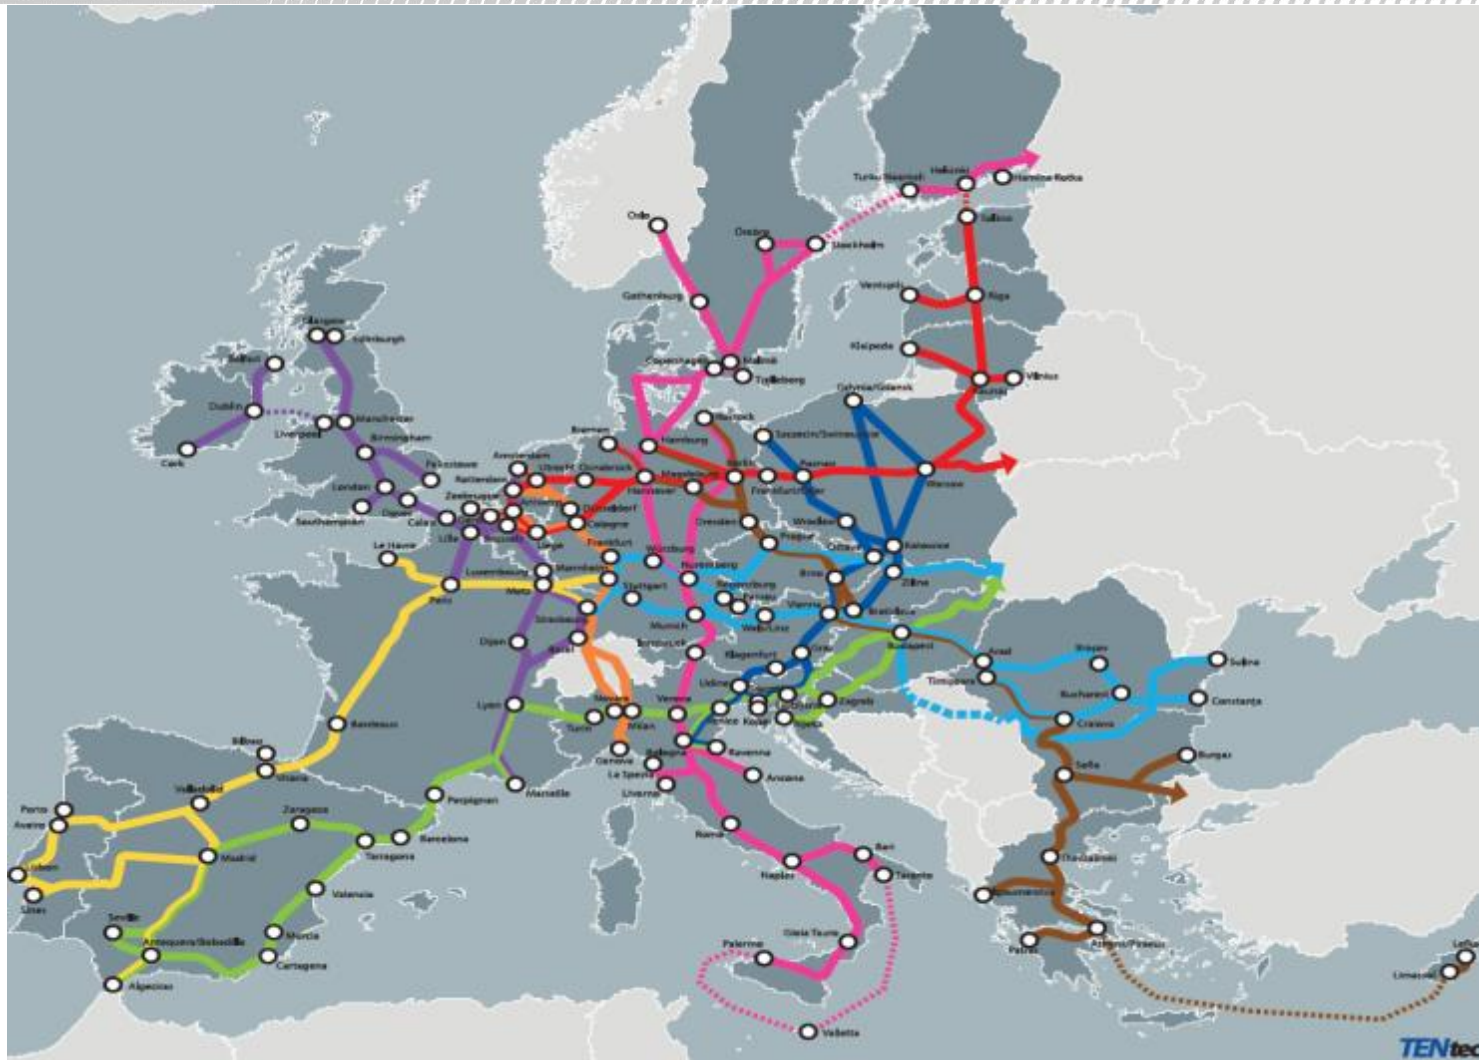 Helsinki
Turku/Naantali
Hamina-Kotka
Oslo
Tallinn
Örebro
Stockholm
Ventspils
Riga
Gothenburg
Glasgow
Edinburgh
Klaipeda
Belfast
Copenhagen
Malmö
Trelleborg
Vilnius
Kaunas
Gdynia/Gdansk
Dublin
Rostock
Liverpool
Manchester
Bremen
Hamburg
Szczecin/Swinoujscie
Birmingham
Cork
Amsterdam
Utrecht
Osnabrück
Felixstowe
Rotterdam
Magdeburg
Berlin
Poznan
Warsaw
London
Hannover
Frankfurt/Oder
Zeebrugge
Antwerp
Düsseldorf
Southampton
Dover
Calais
Cologne
Dresden
Wroclaw
Lille
Brussels
Liège
Prague
Katowice
Le Havre
Frankfurt
Würzburg
Ostrava
Luxembourg
Mannheim
Nuremberg
Brno
Zilina
Paris
Metz
Stuttgart
Regensburg
Passau
Vienna
Bratislava
Strasbourg
Munich
Wels/Linz
Dijon
Basel
Innsbruck
Klagenfurt
Graz
Budapest
Arad
Brasov
Sulina
Udine
Timisoara
Lyon
Novara
Verona
Zagreb
Bucharest
Constanta
Bordeaux
Turin
Milan
Venice
Koper
Rijeka
Craiova
Bilbao
Genova
Bologna
Ravenna
Burgas
Vitoria
La Spezia
Ancona
Sofia
Valladolid
Marseille
Livorno
Porto
Perpignan
Aveiro
Zaragoza
Roma
Barcelona
Tarragona
Madrid
Bari
Thessaloniki
Lisbon
Naples
Taranto
Valencia
Igoumenitsa
Sines
Seville
Murcia
Gioia Tauro
Antequera/Bobadilla
Palermo
Patras
Athens/Piraeus
Cartagena
Limassol
Algeciras
Valletta
TENtec